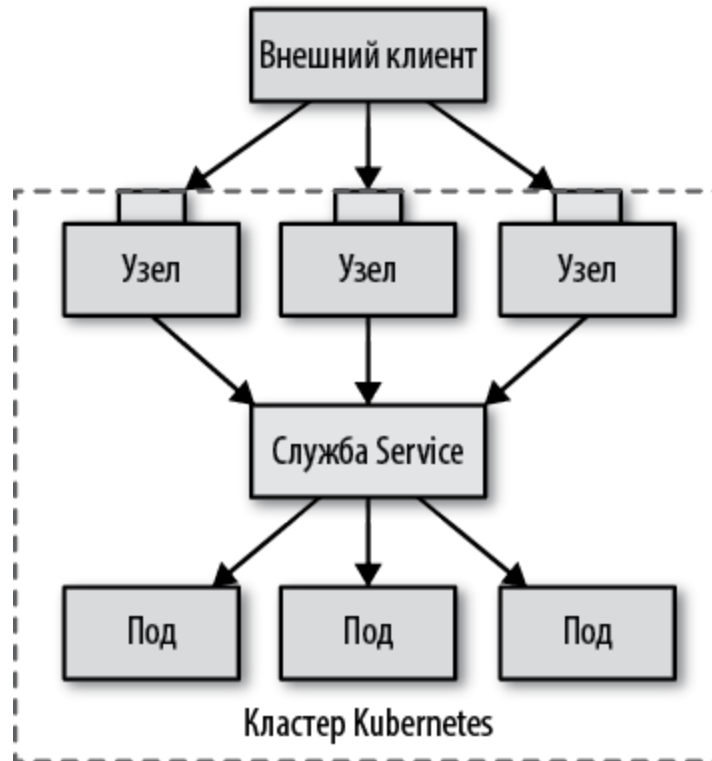 Внешний клиент
Узел
Узел
Узел
Служба Service
Под
Под
Под
Кластер Kubernetes